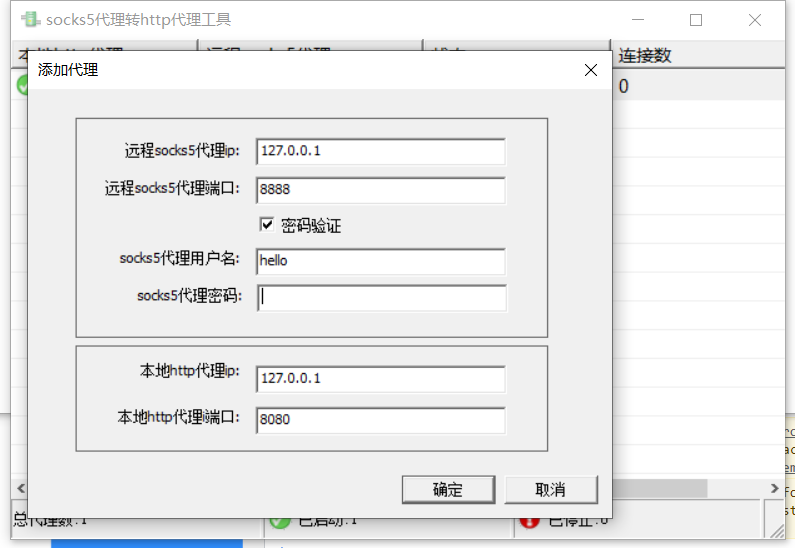 socks5代理转http代理工具
连接数
添加代理
0
远程socks5代理ip: 127.0.0.1
远程socks5代理端口: 8888
密码验证
socks5代理用户名: hello
socks5代理密码:
本地http代理ip: 127.0.0.1
本地http代理i端口: 8080
确定 取消
总代理数:1 已启动:1 已停止:0